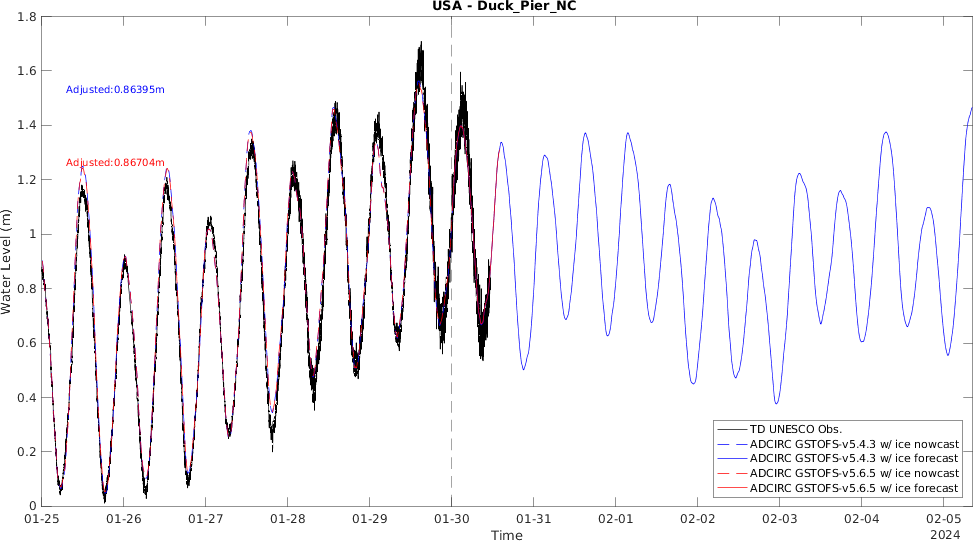 USA - Duck_Pier_NC
1.8
1.6
1.4
1.2
1
0.8
0.6
0.4
0.2
0
Water Level (m)
Adjusted:0.86395m
Adjusted:0.86704m
TD UNESCO Obs.
ADCIRC GSTOFS-v5.4.3 w/ ice nowcast
ADCIRC GSTOFS-v5.4.3 w/ ice forecast
ADCIRC GSTOFS-v5.6.5 w/ ice nowcast
ADCIRC GSTOFS-v5.6.5 w/ ice forecast
01-25 01-26 01-27 01-28 01-29 01-30 01-31 02-01 02-02 02-03 02-04 02-05
Time
2024